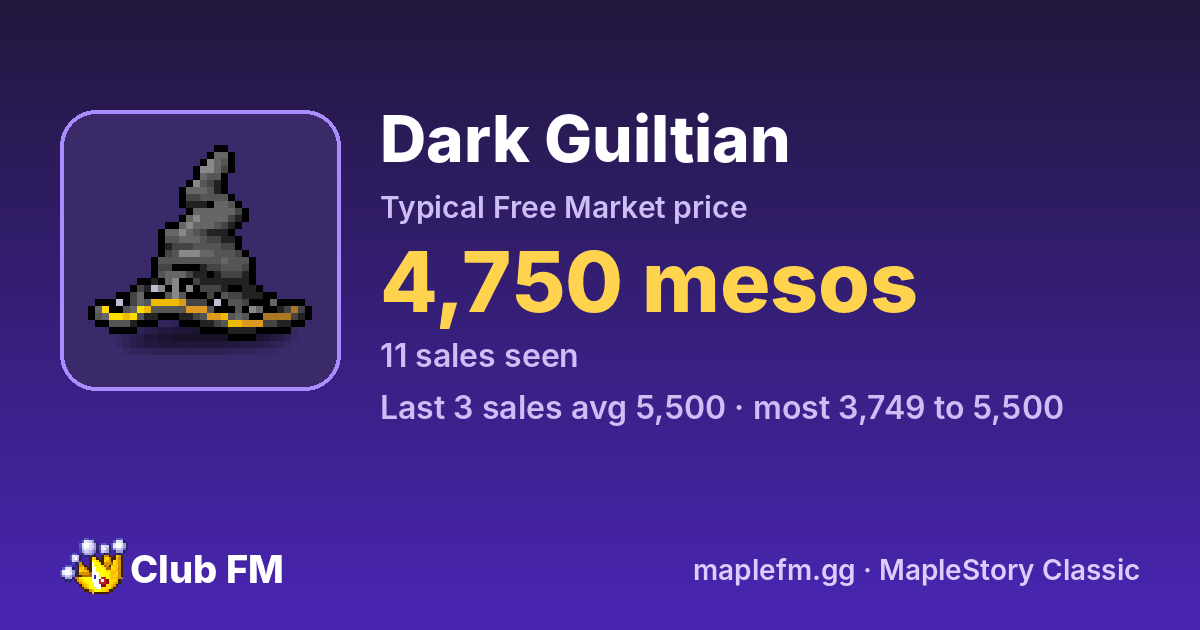 Dark Guiltian
Typical Free Market price
4,750 mesos
11 sales seen
Last 3 sales avg 5,500 · most 3,749 to 5,500
Club FM
maplefm.gg · MapleStory Classic